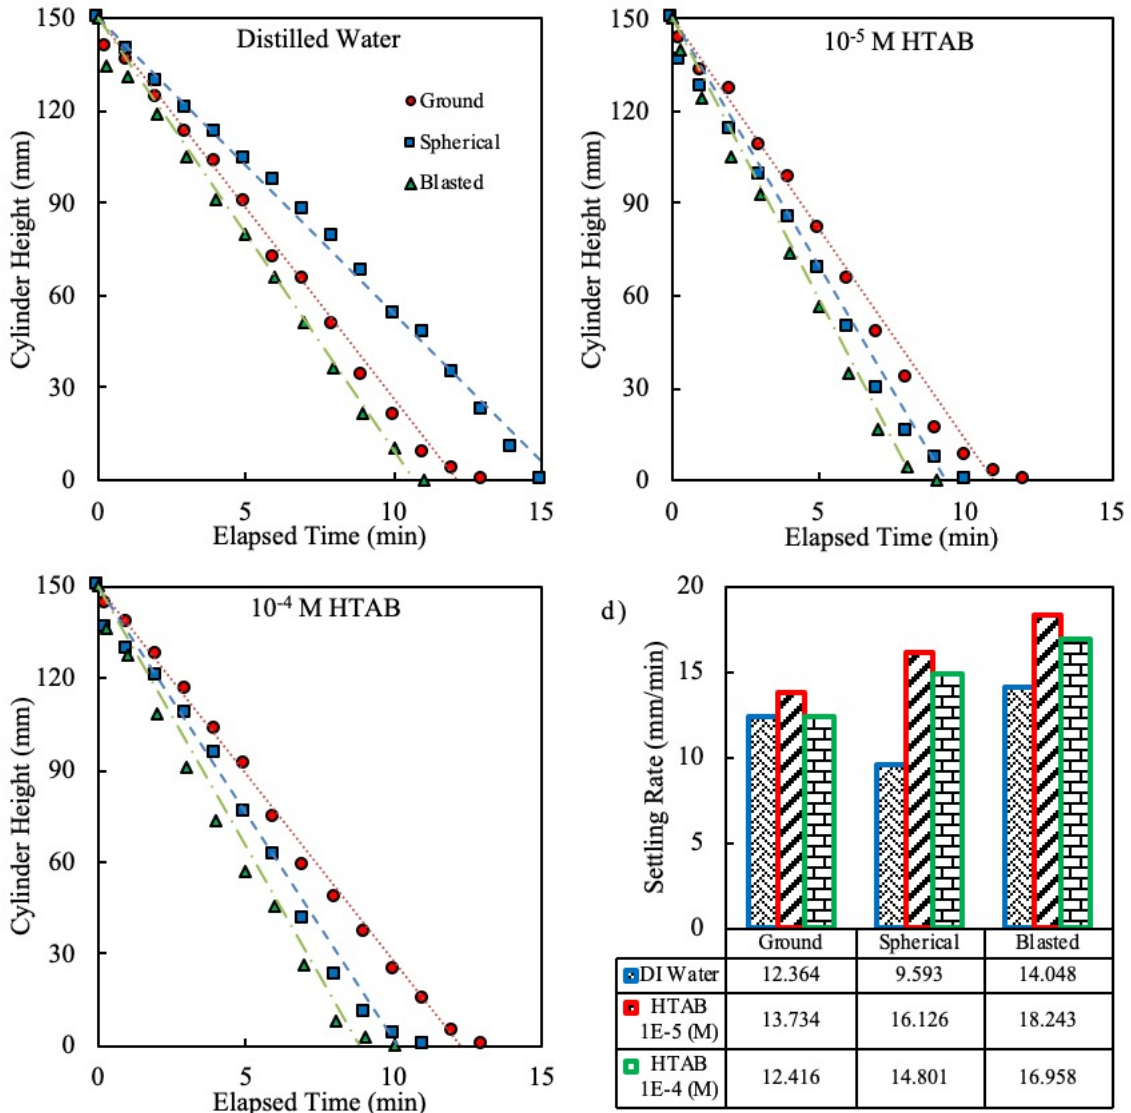 Distilled Water
Ground
Spherical
Blasted
150
120
90
60
30
0
Cylinder Height (mm)
0 5 10 15
Elapsed Time (min)
10⁻⁵ M HTAB
150
120
90
60
30
0
Cylinder Height (mm)
0 5 10 15
Elapsed Time (min)
10⁻⁴ M HTAB
150
120
90
60
30
0
Cylinder Height (mm)
0 5 10 15
Elapsed Time (min)
d)
20
15
10
5
0
Settling Rate (mm/min)
Ground Spherical Blasted
DI Water 12.364 9.593 14.048
HTAB
1E-5 (M) 13.734 16.126 18.243
HTAB
1E-4 (M) 12.416 14.801 16.958